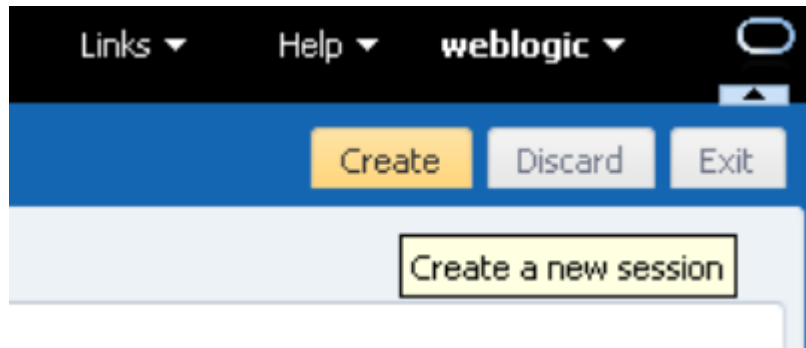 Links Help weblogic
Create Discard Exit
Create a new session